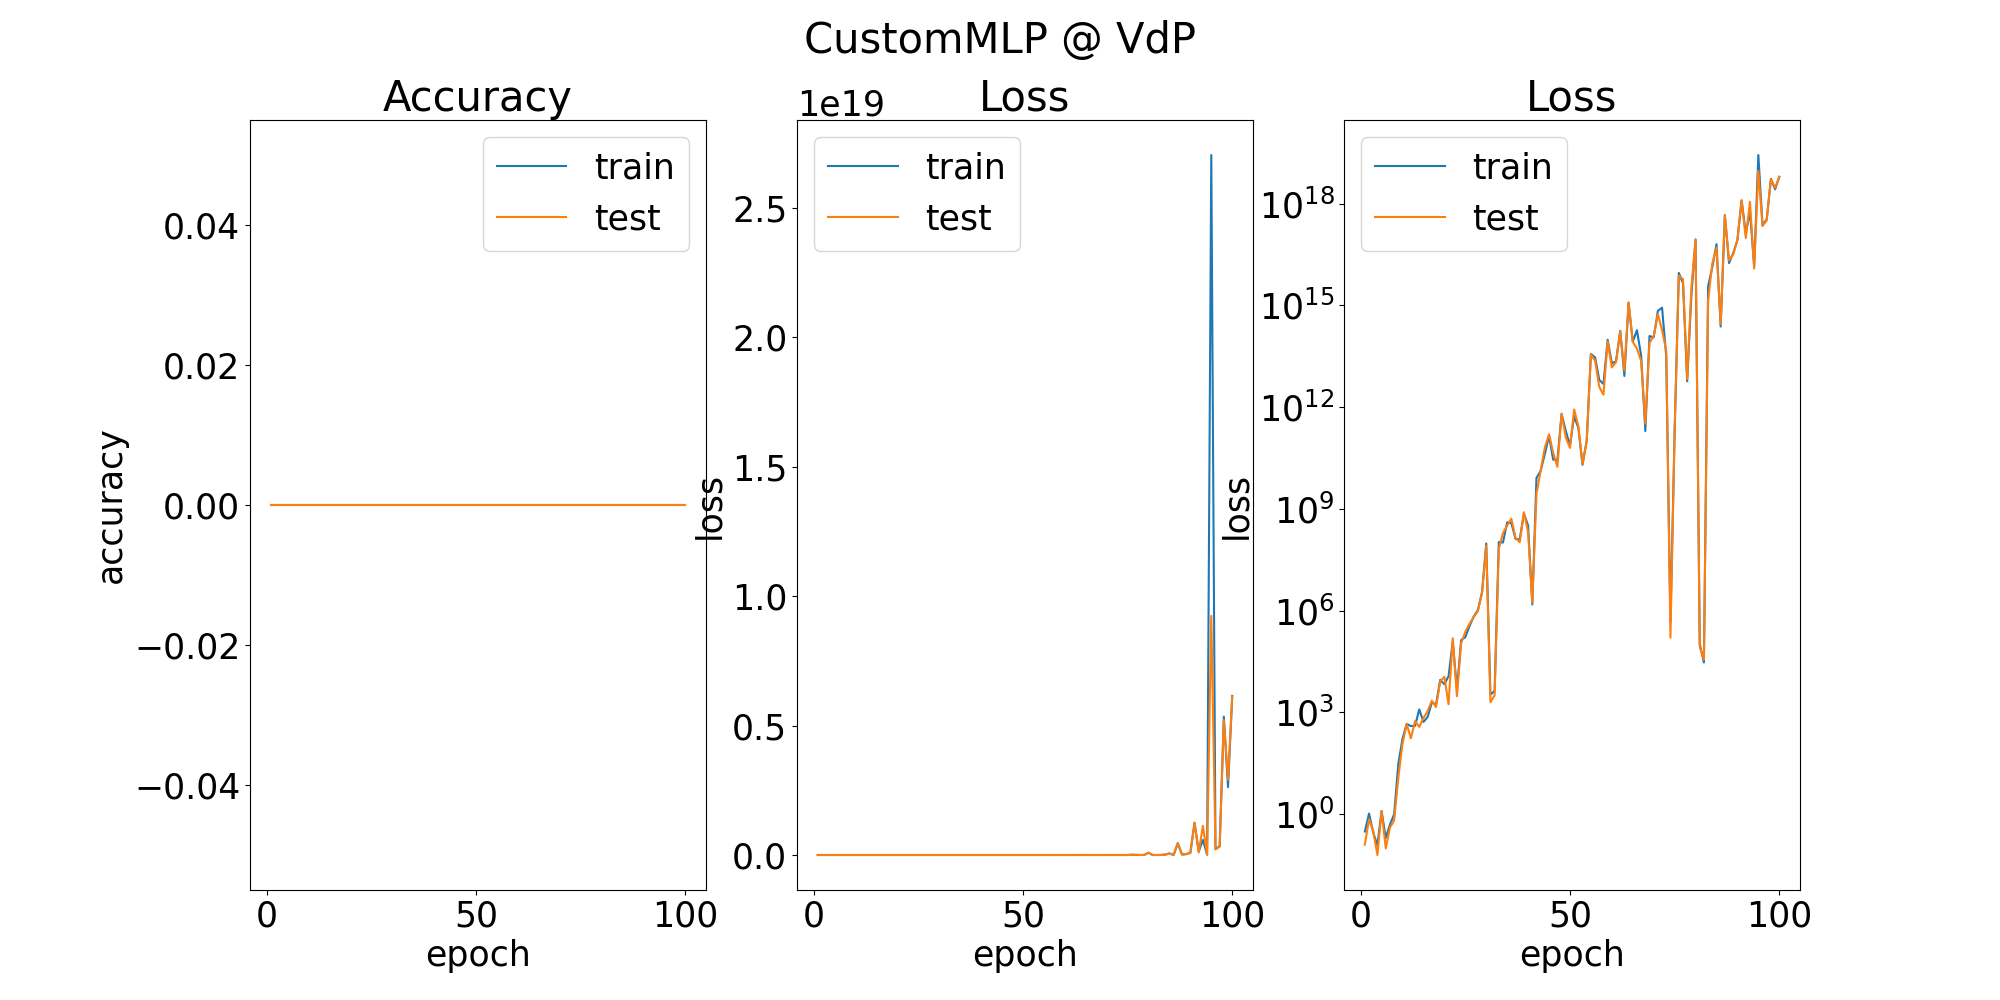 CustomMLP @ VdP
Accuracy
train
test
0.04
0.02
0.00
−0.02
−0.04
accuracy
0
50
100
epoch
Loss
1e19
train
test
2.5
2.0
1.5
1.0
0.5
0.0
loss
0
50
100
epoch
Loss
train
test
10^18
10^15
10^12
10^9
10^6
10^3
10^0
loss
0
50
100
epoch